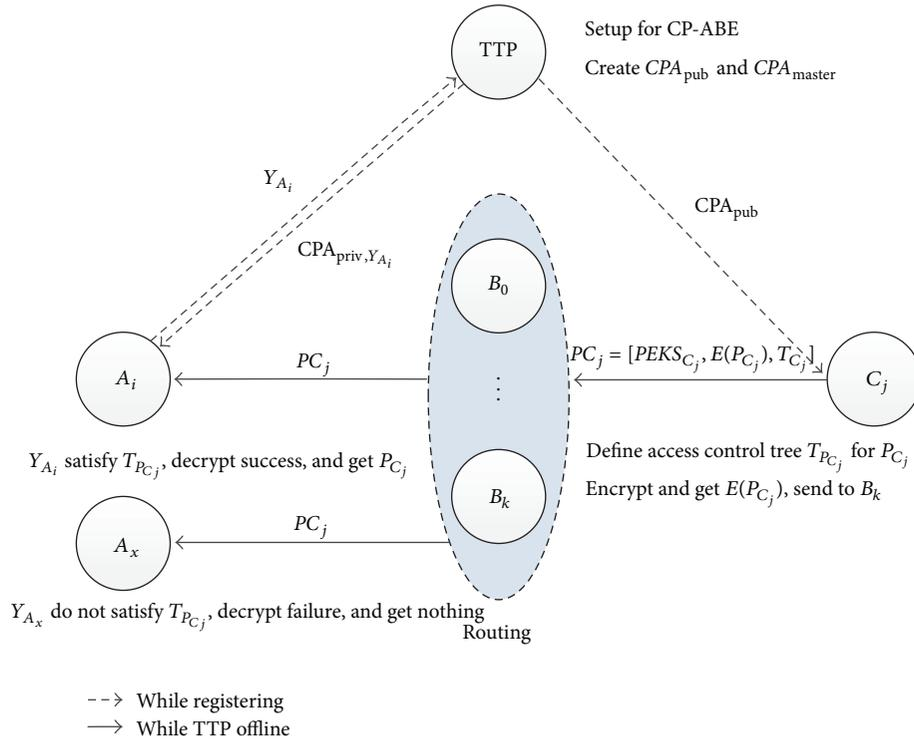 TTP
Setup for CP-ABE
Create CPA_pub and CPA_master
Y_{A_i}
CPA_pub
CPA_{priv,Y_{A_i}}
B_0
PC_j
PC_j = [PEKS_{C_j}, E(P_{C_j}), T_{C_j}]
A_i
⋮
C_j
Y_{A_i} satisfy T_{P_{C_j}}, decrypt success, and get P_{C_j}
Define access control tree T_{P_{C_j}} for P_{C_j}
Encrypt and get E(P_{C_j}), send to B_k
B_k
PC_j
A_x
Y_{A_x} do not satisfy T_{P_{C_j}}, decrypt failure, and get nothing
Routing
While registering
While TTP offline